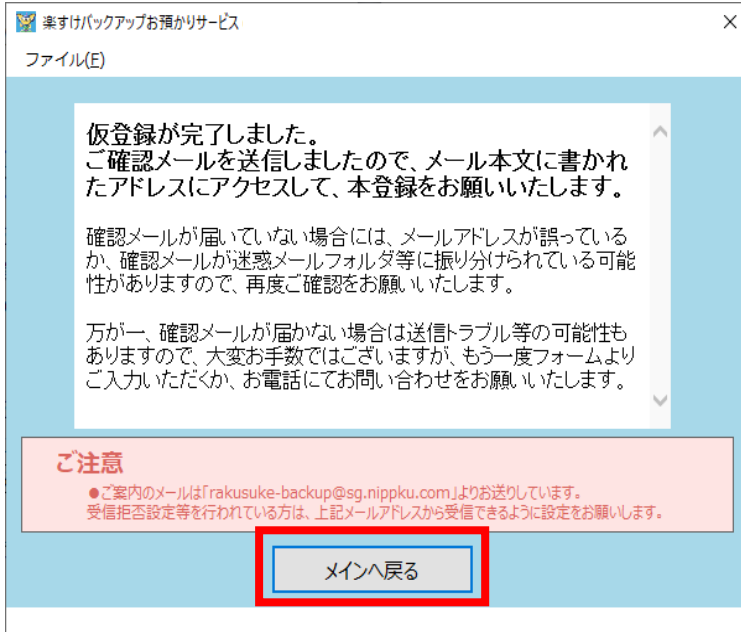 楽すけバックアップお預かりサービス
ファイル(F)
仮登録が完了しました。
ご確認メールを送信しましたので、メール本文に書かれ
たアドレスにアクセスして、本登録をお願いいたします。
確認メールが届いていない場合には、メールアドレスが誤っている
か、確認メールが迷惑メールフォルダ等に振り分けられている可能
性がありますので、再度ご確認をお願いいたします。
万が一、確認メールが届かない場合は送信トラブル等の可能性も
ありますので、大変お手数ではございますが、もう一度フォームより
ご入力いただくか、お電話にてお問い合わせをお願いいたします。
ご注意
●ご案内のメールは「rakusuke-backup@sg.nippku.com」よりお送りしています。
受信拒否設定等を行われている方は、上記メールアドレスから受信できるように設定をお願いします。
メインへ戻る